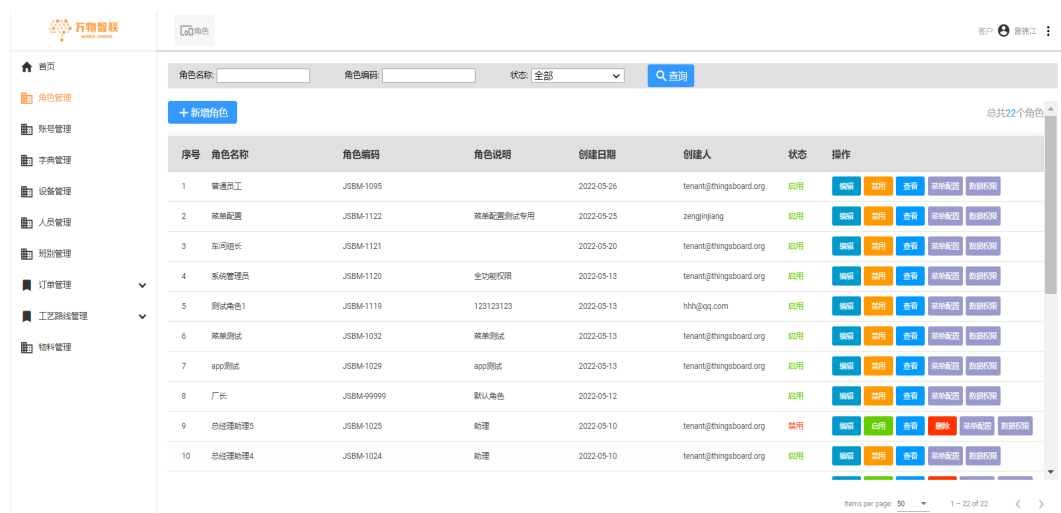 万物智联
角色
客户 曾锦江
首页
角色管理
账号管理
字典管理
设备管理
人员管理
班别管理
订单管理
工艺路线管理
物料管理
角色名称: 角色编码: 状态: 全部 查询
+ 新增角色 总共22个角色
序号 角色名称 角色编码 角色说明 创建日期 创建人 状态 操作
1 普通员工 JSBM-1095 2022-05-26 tenant@thingsboard.org 启用 编辑 禁用 查看 菜单配置 数据权限
2 菜单配置 JSBM-1122 菜单配置测试专用 2022-05-25 zengjinjiang 启用 编辑 禁用 查看 菜单配置 数据权限
3 车间组长 JSBM-1121 2022-05-20 tenant@thingsboard.org 启用 编辑 禁用 查看 菜单配置 数据权限
4 系统管理员 JSBM-1120 全功能权限 2022-05-13 tenant@thingsboard.org 启用 编辑 禁用 查看 菜单配置 数据权限
5 测试角色1 JSBM-1119 123123123 2022-05-13 hhh@qq.com 启用 编辑 禁用 查看 菜单配置 数据权限
6 菜单测试 JSBM-1032 菜单测试 2022-05-13 tenant@thingsboard.org 启用 编辑 禁用 查看 菜单配置 数据权限
7 app测试 JSBM-1029 app测试 2022-05-13 tenant@thingsboard.org 启用 编辑 禁用 查看 菜单配置 数据权限
8 厂长 JSBM-99999 默认角色 2022-05-12 启用 编辑 禁用 查看 菜单配置 数据权限
9 总经理助理5 JSBM-1025 助理 2022-05-10 tenant@thingsboard.org 禁用 编辑 启用 查看 删除 菜单配置 数据权限
10 总经理助理4 JSBM-1024 助理 2022-05-10 tenant@thingsboard.org 启用 编辑 禁用 查看 菜单配置 数据权限
Items per page: 50 1 – 22 of 22